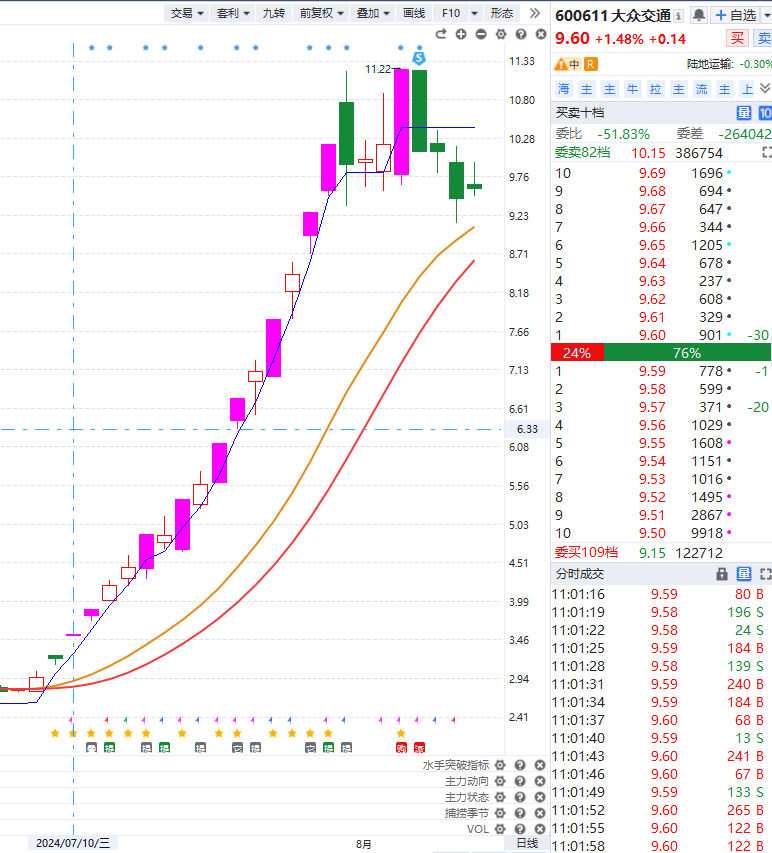 交易 套利 九转 前复权 叠加 画线 F10 形态
11.22
S
11.33
10.80
10.28
9.76
9.23
8.71
8.18
7.66
7.13
6.61
6.33
6.08
5.56
5.03
4.51
3.99
3.46
2.94
2.41
水手突破指标
主力动向
主力状态
捕捞季节
VOL
2024/07/10/三 8月 日线
600611 大众交通 自选
9.60 +1.48% +0.14 买 卖
中 R 陆地运输: -0.30%
海 主 主 牛 拉 主 流 主 上
买卖十档 量 10
委比 -51.83% 委差 -264042
委卖82档 10.15 386754
10 9.69 1696
9 9.68 694
8 9.67 647
7 9.66 344
6 9.65 1205
5 9.64 678
4 9.63 237
3 9.62 608
2 9.61 329
1 9.60 901 -30
24% 76%
1 9.59 778 -1
2 9.58 599
3 9.57 371 -20
4 9.56 1029
5 9.55 1608
6 9.54 1151
7 9.53 1016
8 9.52 1495
9 9.51 2867
10 9.50 9918
委买109档 9.15 122712
分时成交 量
11:01:16 9.59 80 B
11:01:19 9.58 196 S
11:01:22 9.58 24 S
11:01:25 9.59 184 B
11:01:28 9.58 139 S
11:01:31 9.59 240 B
11:01:34 9.59 184 B
11:01:37 9.60 68 B
11:01:40 9.59 13 S
11:01:43 9.60 241 B
11:01:46 9.60 67 B
11:01:49 9.59 133 S
11:01:52 9.60 265 B
11:01:55 9.60 122 B
11:01:58 9.60 122 B